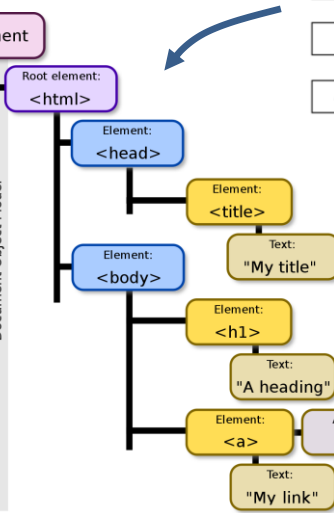 ment
Root element:
<html>
Element:
<head>
Element:
<title>
Text:
"My title"
Element:
<body>
Element:
<h1>
Text:
"A heading"
Element:
<a>
Text:
"My link"